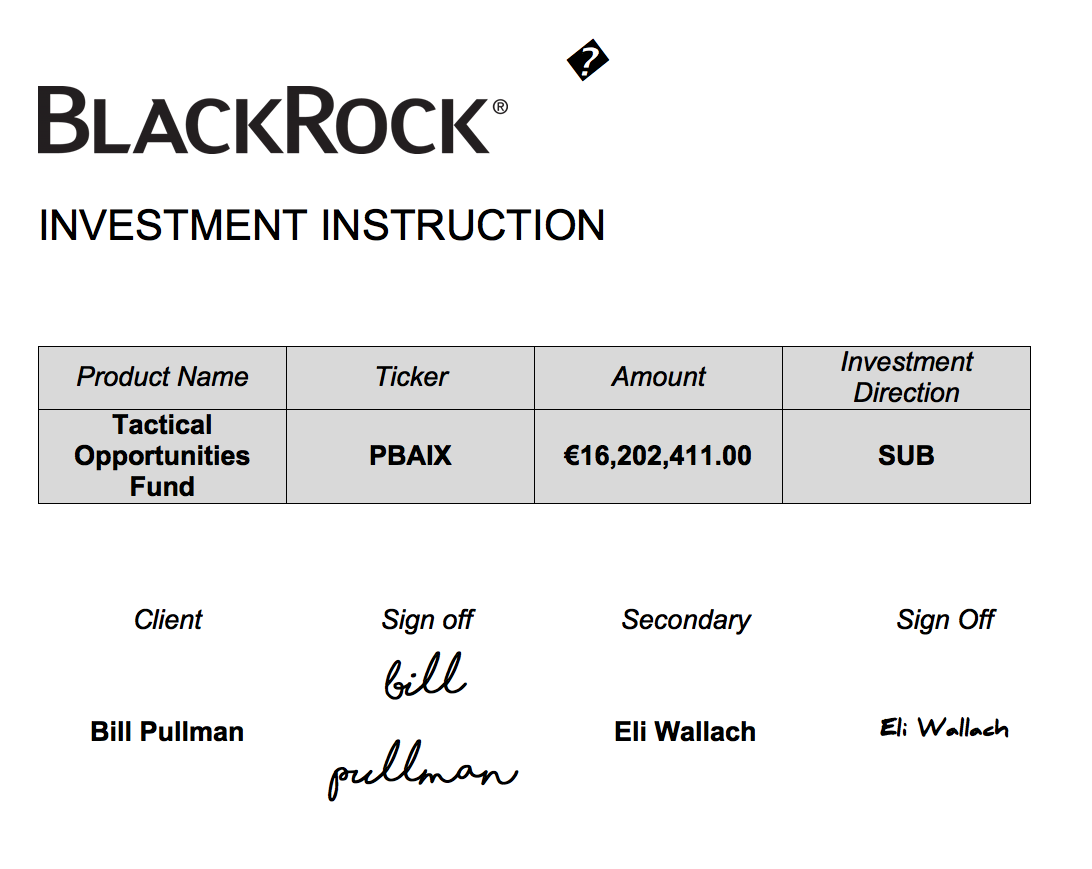 �
BLACKROCK®
INVESTMENT INSTRUCTION
Product Name Ticker Amount Investment Direction
Tactical Opportunities Fund PBAIX €16,202,411.00 SUB
Client Sign off Secondary Sign Off
bill
Bill Pullman Eli Wallach Eli Wallach
pullman